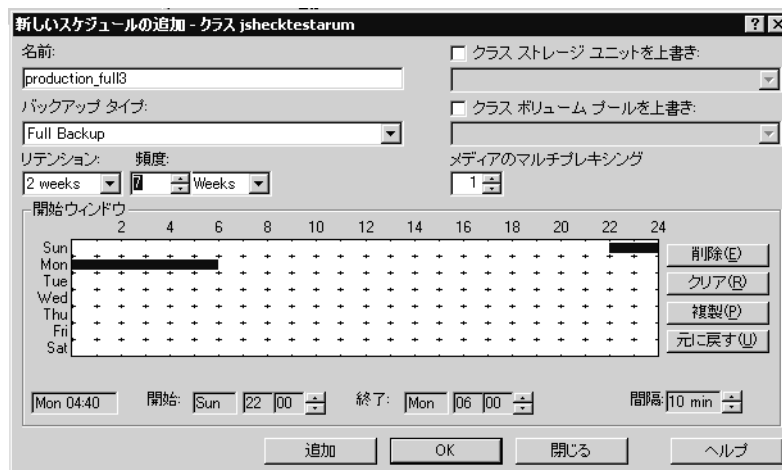 新しいスケジュールの追加 - クラス jshecktestarum
名前:
production_full3
クラス ストレージ ユニットを上書き:
バックアップ タイプ:
Full Backup
クラス ボリューム プールを上書き:
リテンション: 頻度:
2 weeks 7 Weeks
メディアのマルチプレキシング
1
開始ウィンドウ
2 4 6 8 10 12 14 16 18 20 22 24
Sun
Mon
Tue
Wed
Thu
Fri
Sat
削除(E)
クリア(R)
複製(P)
元に戻す(U)
Mon 04:40 開始: Sun 22 00 終了: Mon 06 00 間隔: 10 min
追加 OK 閉じる ヘルプ